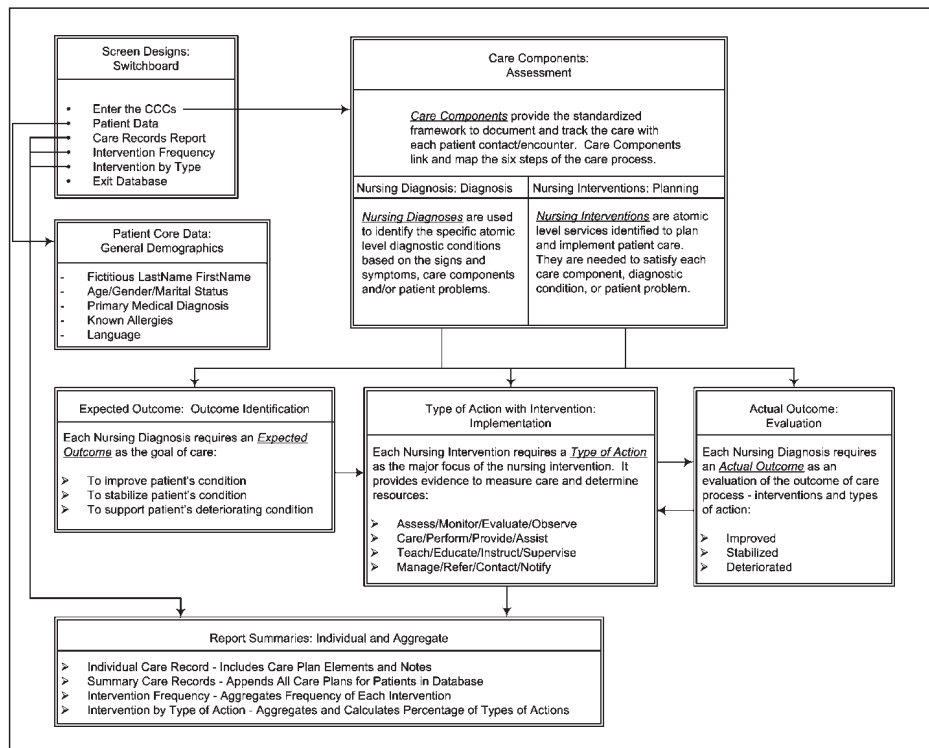 Screen Designs:
Switchboard
• Enter the CCCs
• Patient Data
• Care Records Report
• Intervention Frequency
• Intervention by Type
• Exit Database
Care Components:
Assessment
Care Components provide the standardized
framework to document and track the care with
each patient contact/encounter. Care Components
link and map the six steps of the care process.
Nursing Diagnosis: Diagnosis
Nursing Diagnoses are used
to identify the specific atomic
level diagnostic conditions
based on the signs and
symptoms, care components
and/or patient problems.
Nursing Interventions: Planning
Nursing Interventions are atomic
level services identified to plan
and implement patient care.
They are needed to satisfy each
care component, diagnostic
condition, or patient problem.
Patient Core Data:
General Demographics
- Fictitious LastName FirstName
- Age/Gender/Marital Status
- Primary Medical Diagnosis
- Known Allergies
- Language
Expected Outcome: Outcome Identification
Each Nursing Diagnosis requires an Expected
Outcome as the goal of care:
➢ To improve patient's condition
➢ To stabilize patient's condition
➢ To support patient's deteriorating condition
Type of Action with Intervention:
Implementation
Each Nursing Intervention requires a Type of Action
as the major focus of the nursing intervention. It
provides evidence to measure care and determine
resources:
➢ Assess/Monitor/Evaluate/Observe
➢ Care/Perform/Provide/Assist
➢ Teach/Educate/Instruct/Supervise
➢ Manage/Refer/Contact/Notify
Actual Outcome:
Evaluation
Each Nursing Diagnosis requires
an Actual Outcome as an
evaluation of the outcome of care
process - interventions and types
of action:
➢ Improved
➢ Stabilized
➢ Deteriorated
Report Summaries: Individual and Aggregate
➢ Individual Care Record - Includes Care Plan Elements and Notes
➢ Summary Care Records - Appends All Care Plans for Patients in Database
➢ Intervention Frequency - Aggregates Frequency of Each Intervention
➢ Intervention by Type of Action - Aggregates and Calculates Percentage of Types of Actions